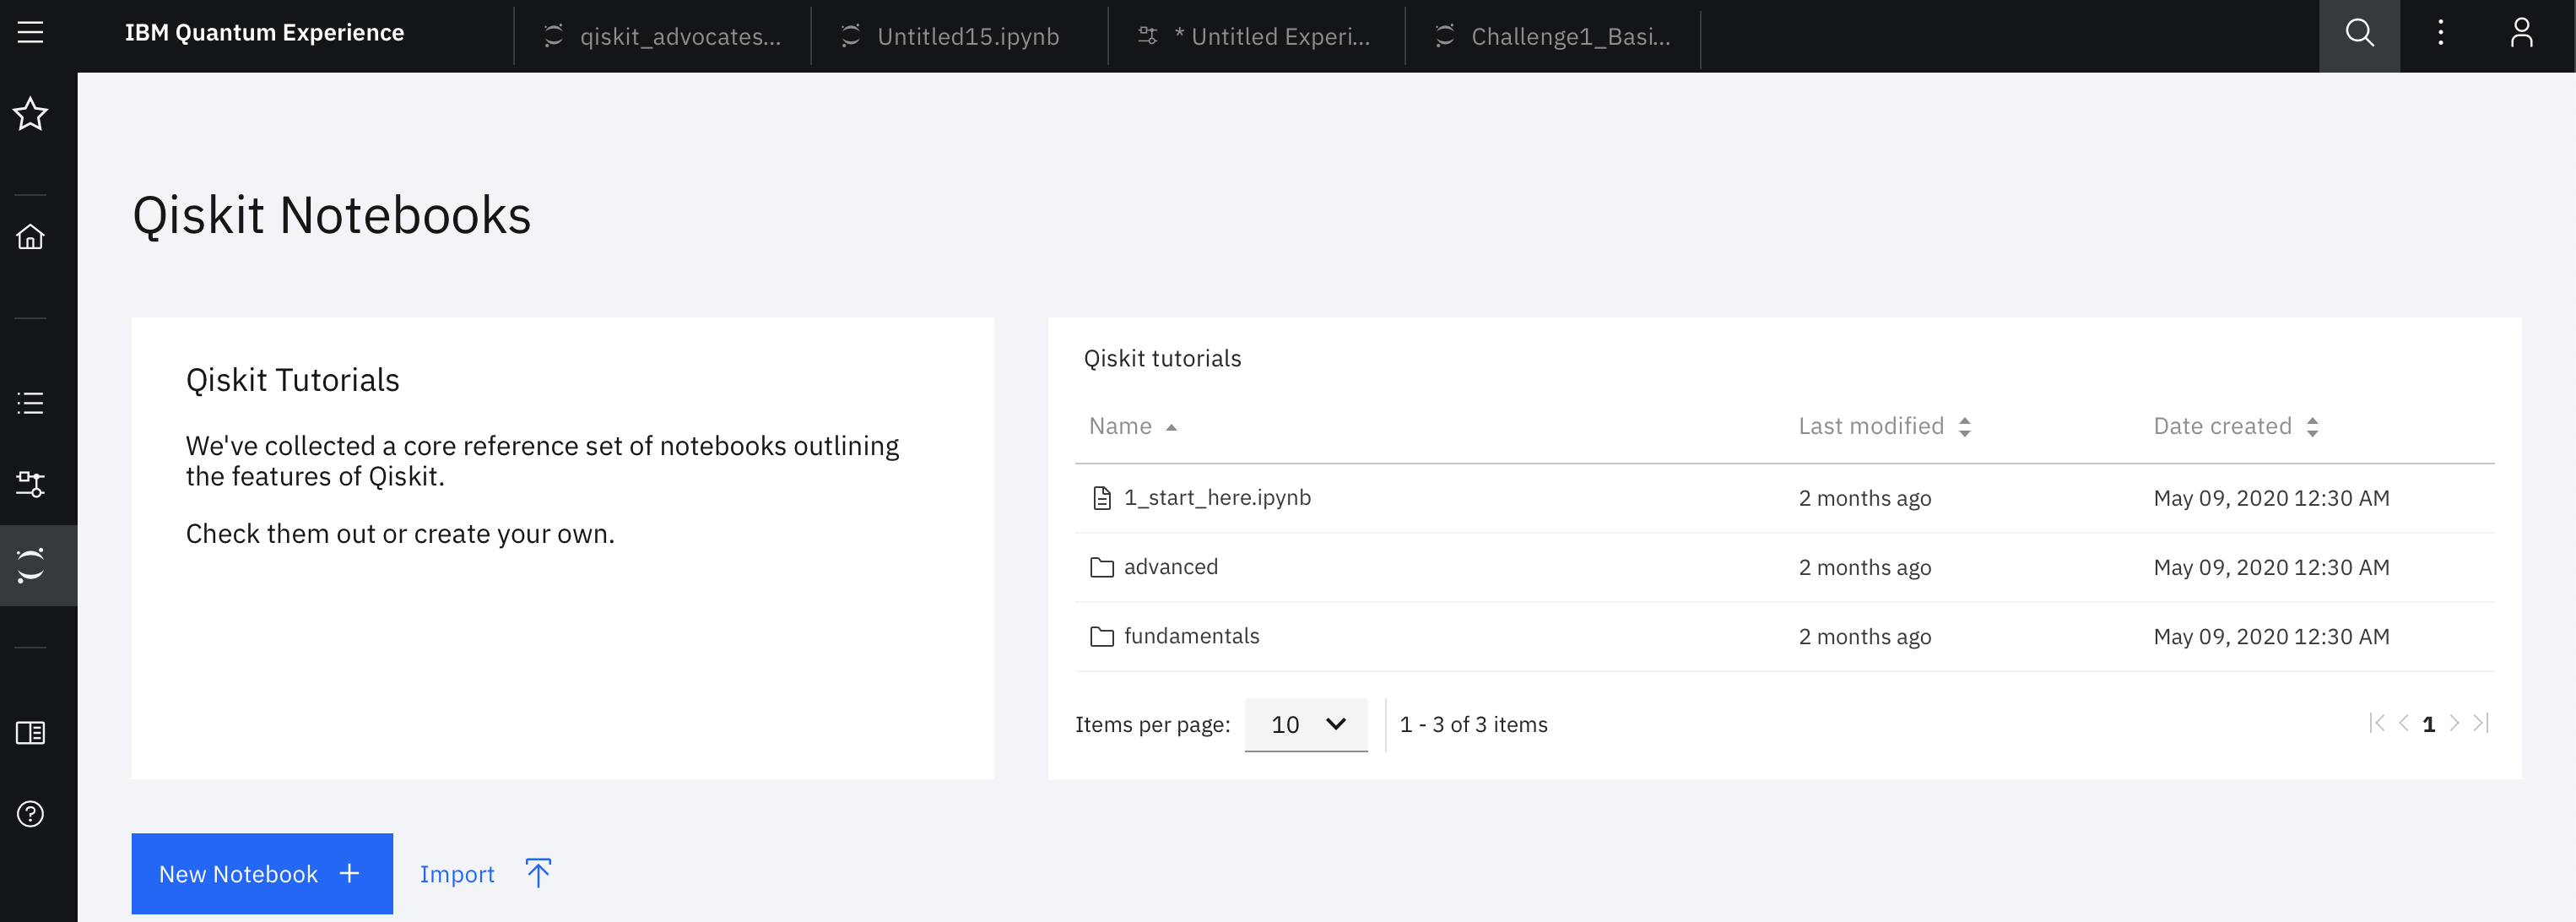 IBM Quantum Experience
qiskit_advocates...
Untitled15.ipynb
* Untitled Experi...
Challenge1_Basi...
Qiskit Notebooks
Qiskit Tutorials
We've collected a core reference set of notebooks outlining
the features of Qiskit.
Check them out or create your own.
Qiskit tutorials
Name Last modified Date created
1_start_here.ipynb 2 months ago May 09, 2020 12:30 AM
advanced 2 months ago May 09, 2020 12:30 AM
fundamentals 2 months ago May 09, 2020 12:30 AM
Items per page: 10 1 - 3 of 3 items 1
New Notebook +
Import